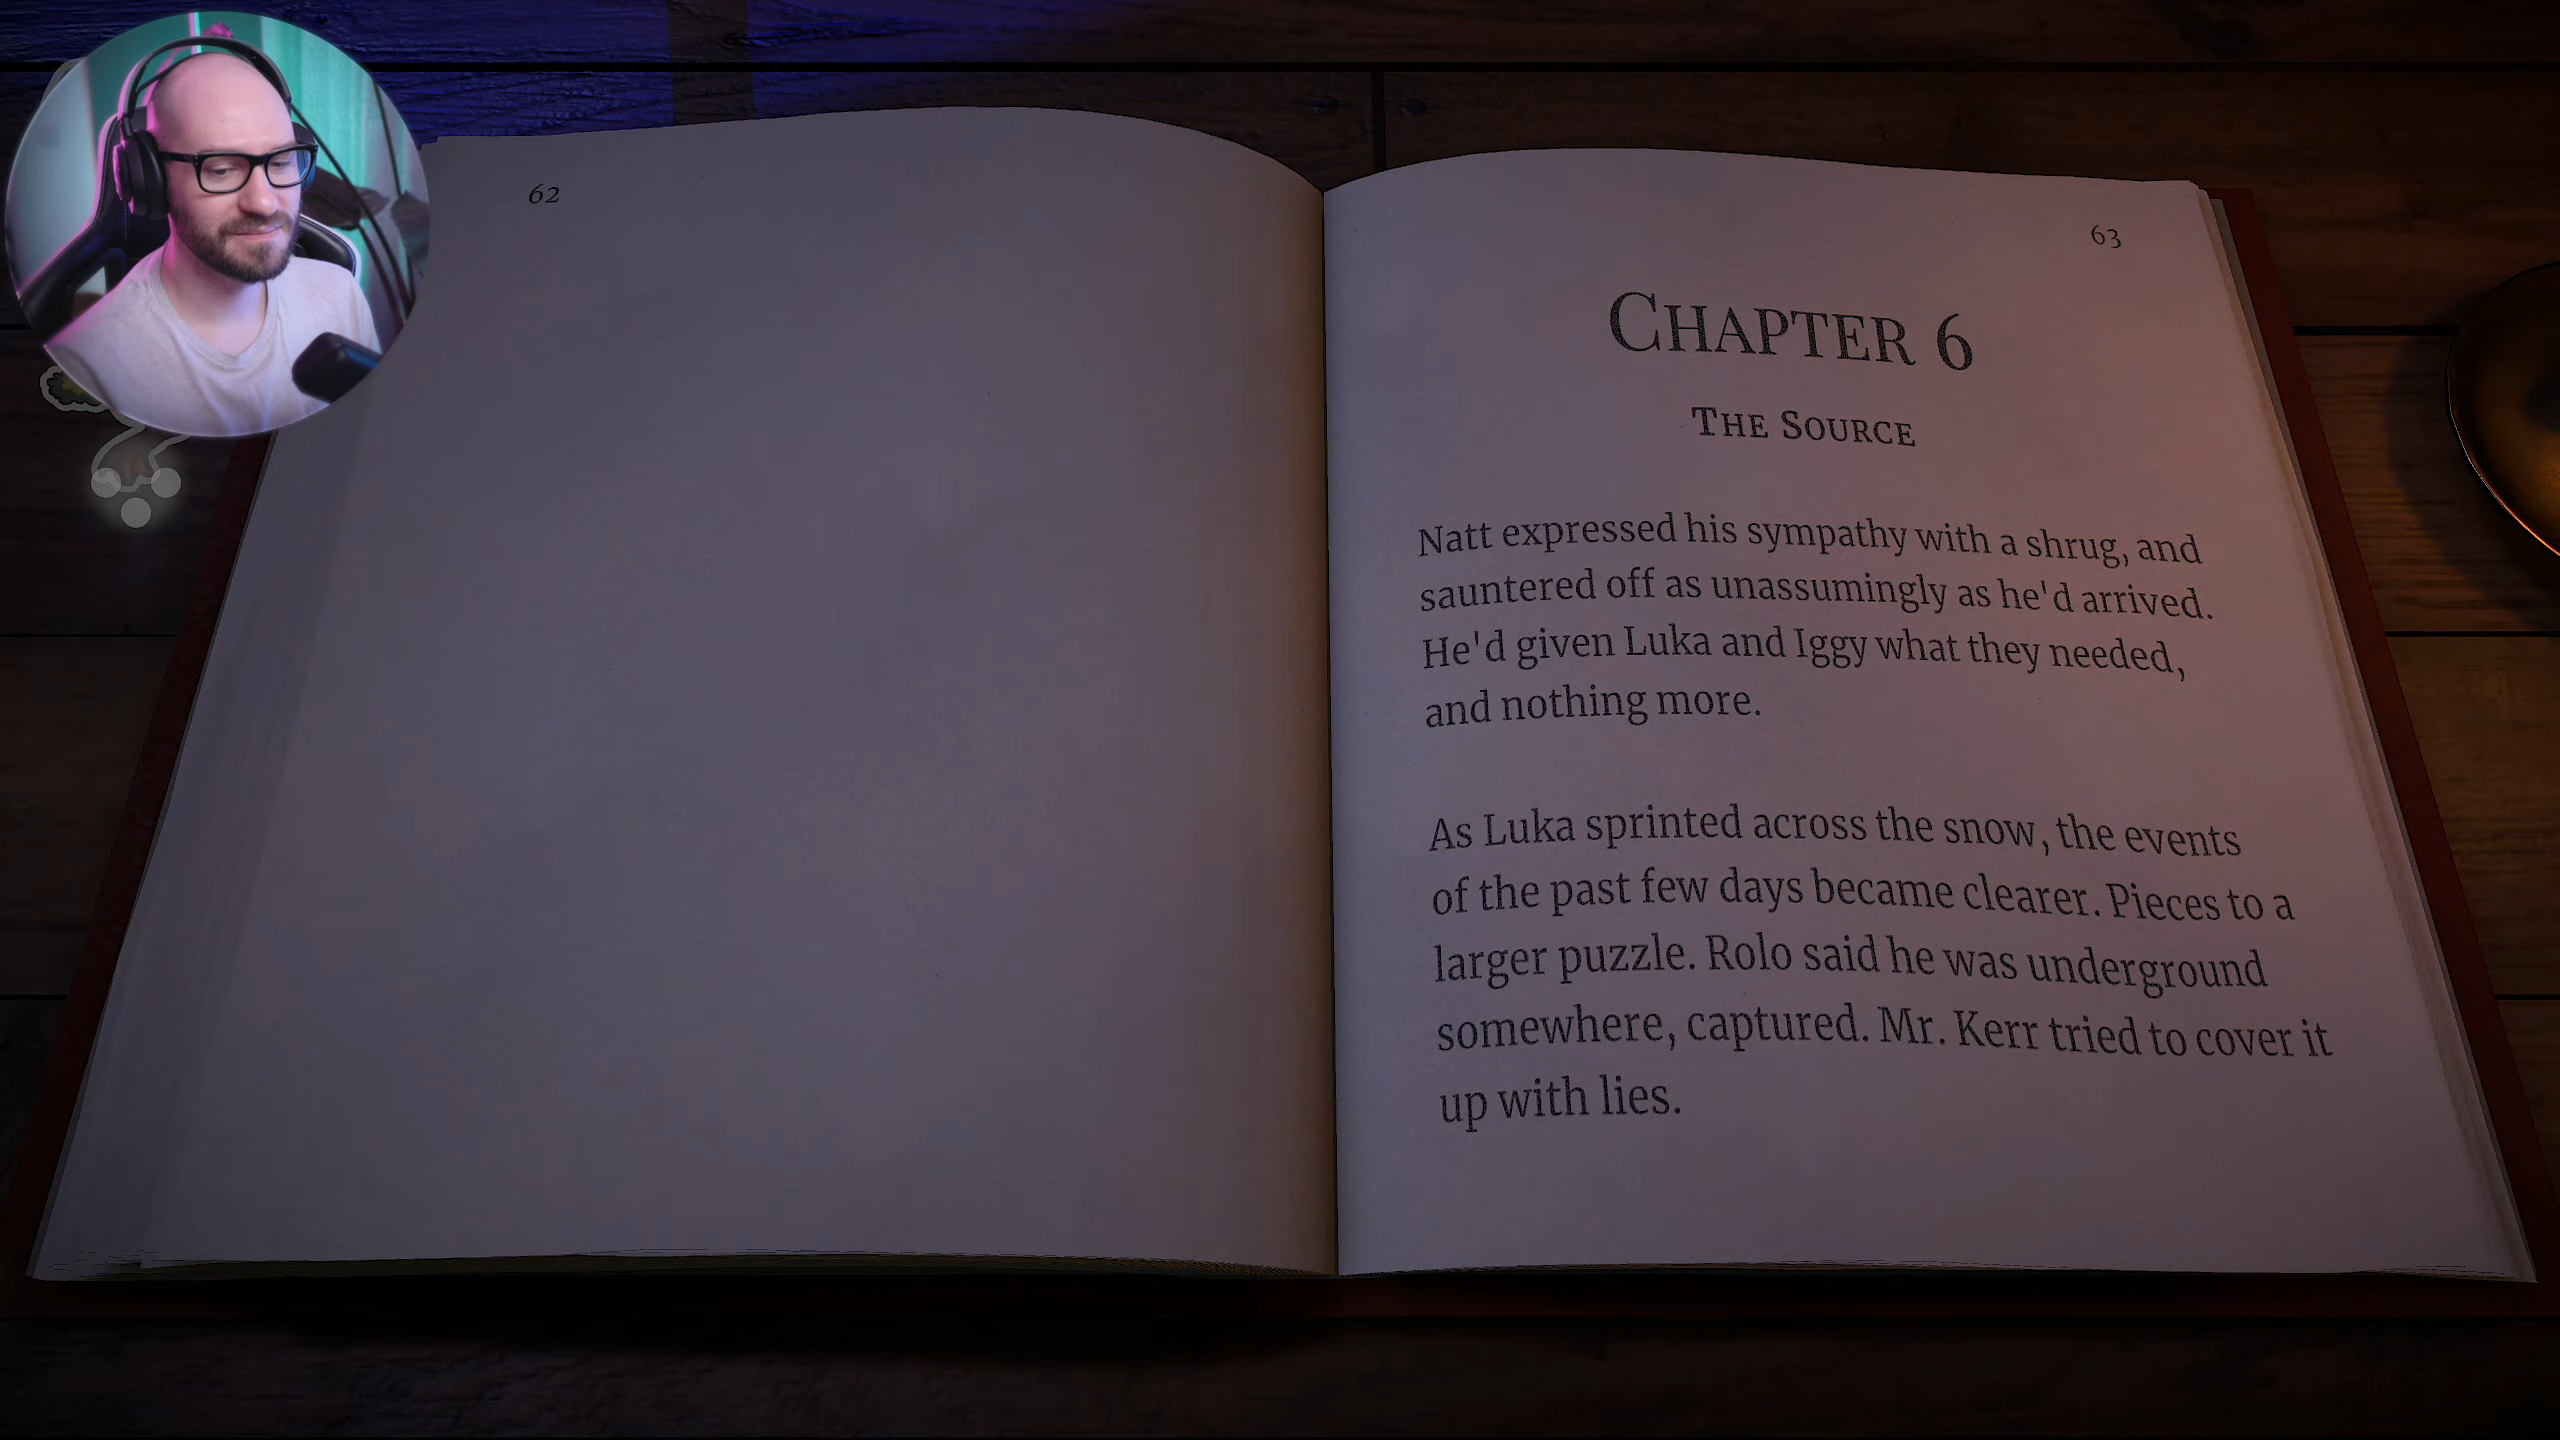 62
63
Chapter 6
The Source
Natt expressed his sympathy with a shrug, and
sauntered off as unassumingly as he'd arrived.
He'd given Luka and Iggy what they needed,
and nothing more.
As Luka sprinted across the snow, the events
of the past few days became clearer. Pieces to a
larger puzzle. Rolo said he was underground
somewhere, captured. Mr. Kerr tried to cover it
up with lies.